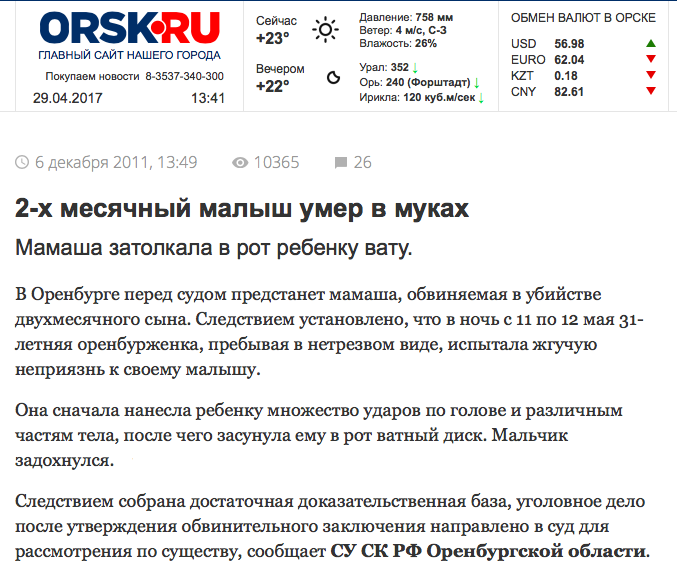 ORSK.RU
ГЛАВНЫЙ САЙТ НАШЕГО ГОРОДА
Покупаем новости 8-3537-340-300
29.04.2017 13:41
Сейчас
+23°
Вечером
+22°
Давление: 758 мм
Ветер: 4 м/с, С-З
Влажность: 26%
Урал: 352 ↓
Орь: 240 (Форштадт) ↓
Ирикла: 120 куб.м/сек ↓
ОБМЕН ВАЛЮТ В ОРСКЕ
USD 56.98 ▲
EURO 62.04 ▼
KZT 0.18 ▼
CNY 82.61 ▼
6 декабря 2011, 13:49 10365 26
2-х месячный малыш умер в муках
Мамаша затолкала в рот ребенку вату.
В Оренбурге перед судом предстанет мамаша, обвиняемая в убийстве
двухмесячного сына. Следствием установлено, что в ночь с 11 по 12 мая 31-
летняя оренбурженка, пребывая в нетрезвом виде, испытала жгучую
неприязнь к своему малышу.
Она сначала нанесла ребенку множество ударов по голове и различным
частям тела, после чего засунула ему в рот ватный диск. Мальчик
задохнулся.
Следствием собрана достаточная доказательственная база, уголовное дело
после утверждения обвинительного заключения направлено в суд для
рассмотрения по существу, сообщает СУ СК РФ Оренбургской области.